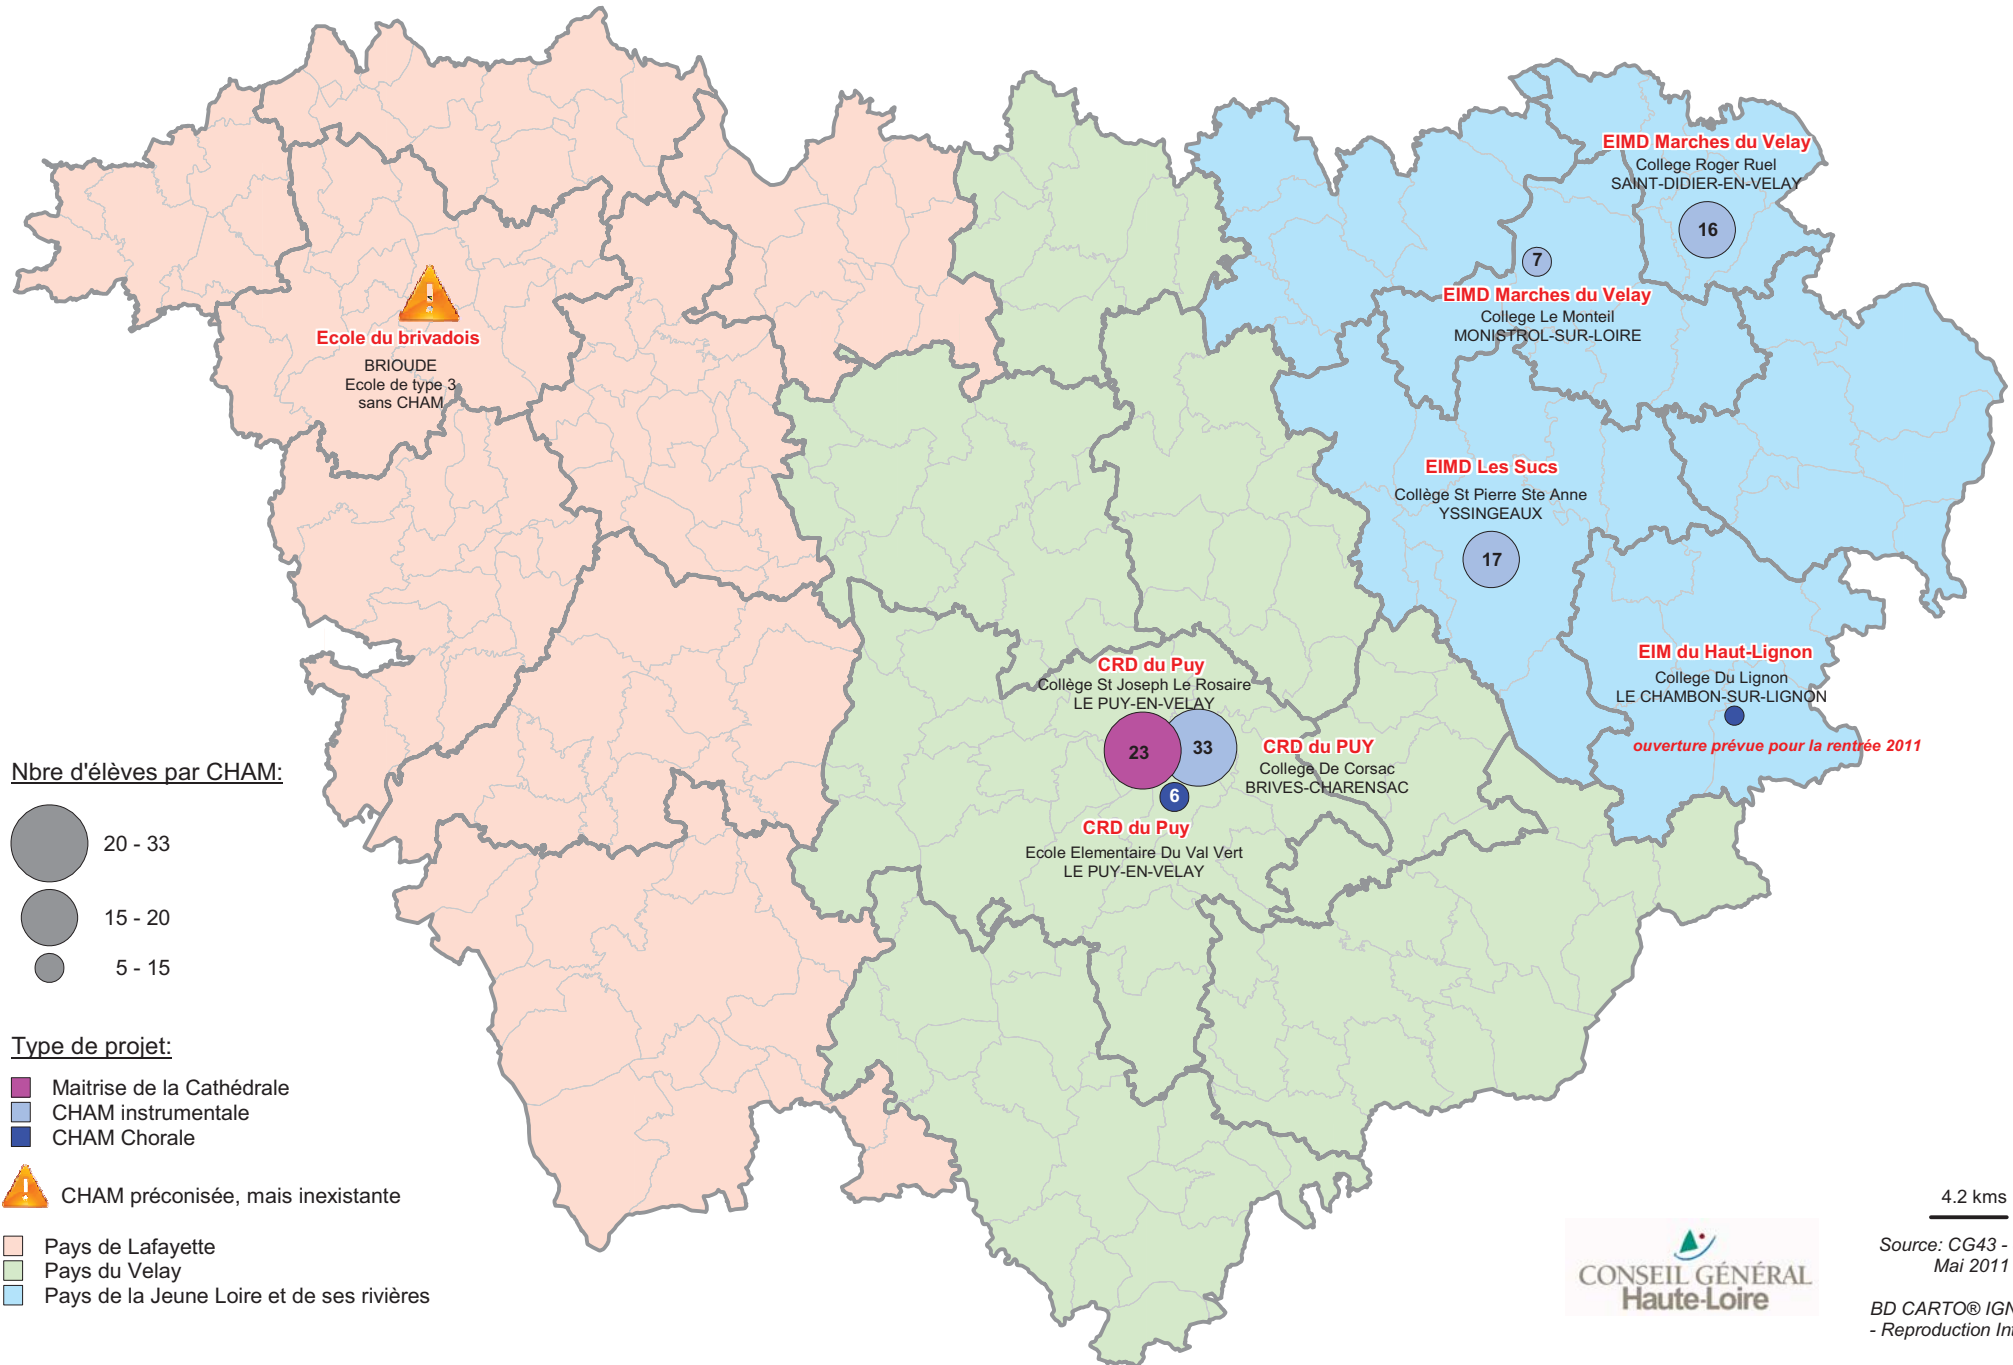 EIMD Marches du Velay
College Roger Ruel
SAINT-DIDIER-EN-VELAY
16
7
EIMD Marches du Velay
College Le Monteil
MONISTROL-SUR-LOIRE
Ecole du brivadois
BRIOUDE
Ecole de type 3
sans CHAM
EIMD Les Sucs
Collège St Pierre Ste Anne
YSSINGEAUX
17
EIM du Haut-Lignon
College Du Lignon
LE CHAMBON-SUR-LIGNON
ouverture prévue pour la rentrée 2011
CRD du Puy
Collège St Joseph Le Rosaire
LE PUY-EN-VELAY
23
33
CRD du PUY
College De Corsac
BRIVES-CHARENSAC
6
CRD du Puy
Ecole Elementaire Du Val Vert
LE PUY-EN-VELAY
Nbre d'élèves par CHAM:
20 - 33
15 - 20
5 - 15
Type de projet:
Maitrise de la Cathédrale
CHAM instrumentale
CHAM Chorale
! CHAM préconisée, mais inexistante
Pays de Lafayette
Pays du Velay
Pays de la Jeune Loire et de ses rivières
CONSEIL GÉNÉRAL
Haute-Loire
4.2 kms
Source: CG43 -
Mai 2011
BD CARTO® IGN
- Reproduction Int